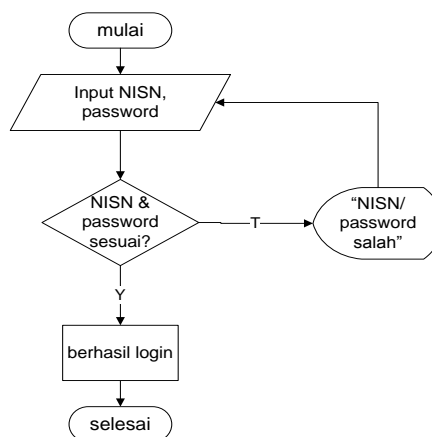 mulai
Input NISN,
password
NISN &
password
sesuai?
T
“NISN/
password
salah”
Y
berhasil login
selesai